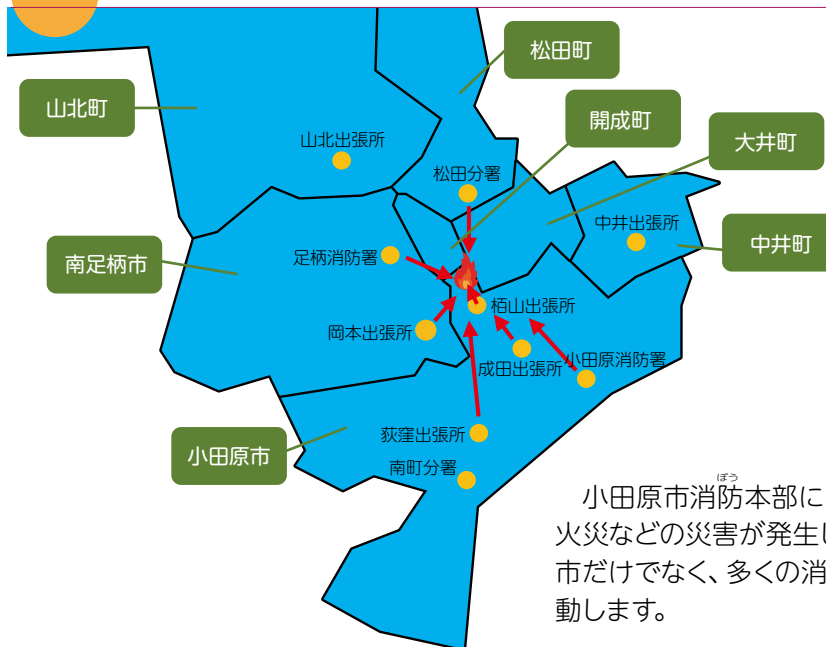 松田町
山北町
開成町
大井町
山北出張所
松田分署
中井出張所
中井町
南足柄市
足柄消防署
栢山出張所
岡本出張所
成田出張所
小田原消防署
小田原市
荻窪出張所
南町分署
ぼう
小田原市消防本部に
火災などの災害が発生し
市だけでなく、多くの消
動します。